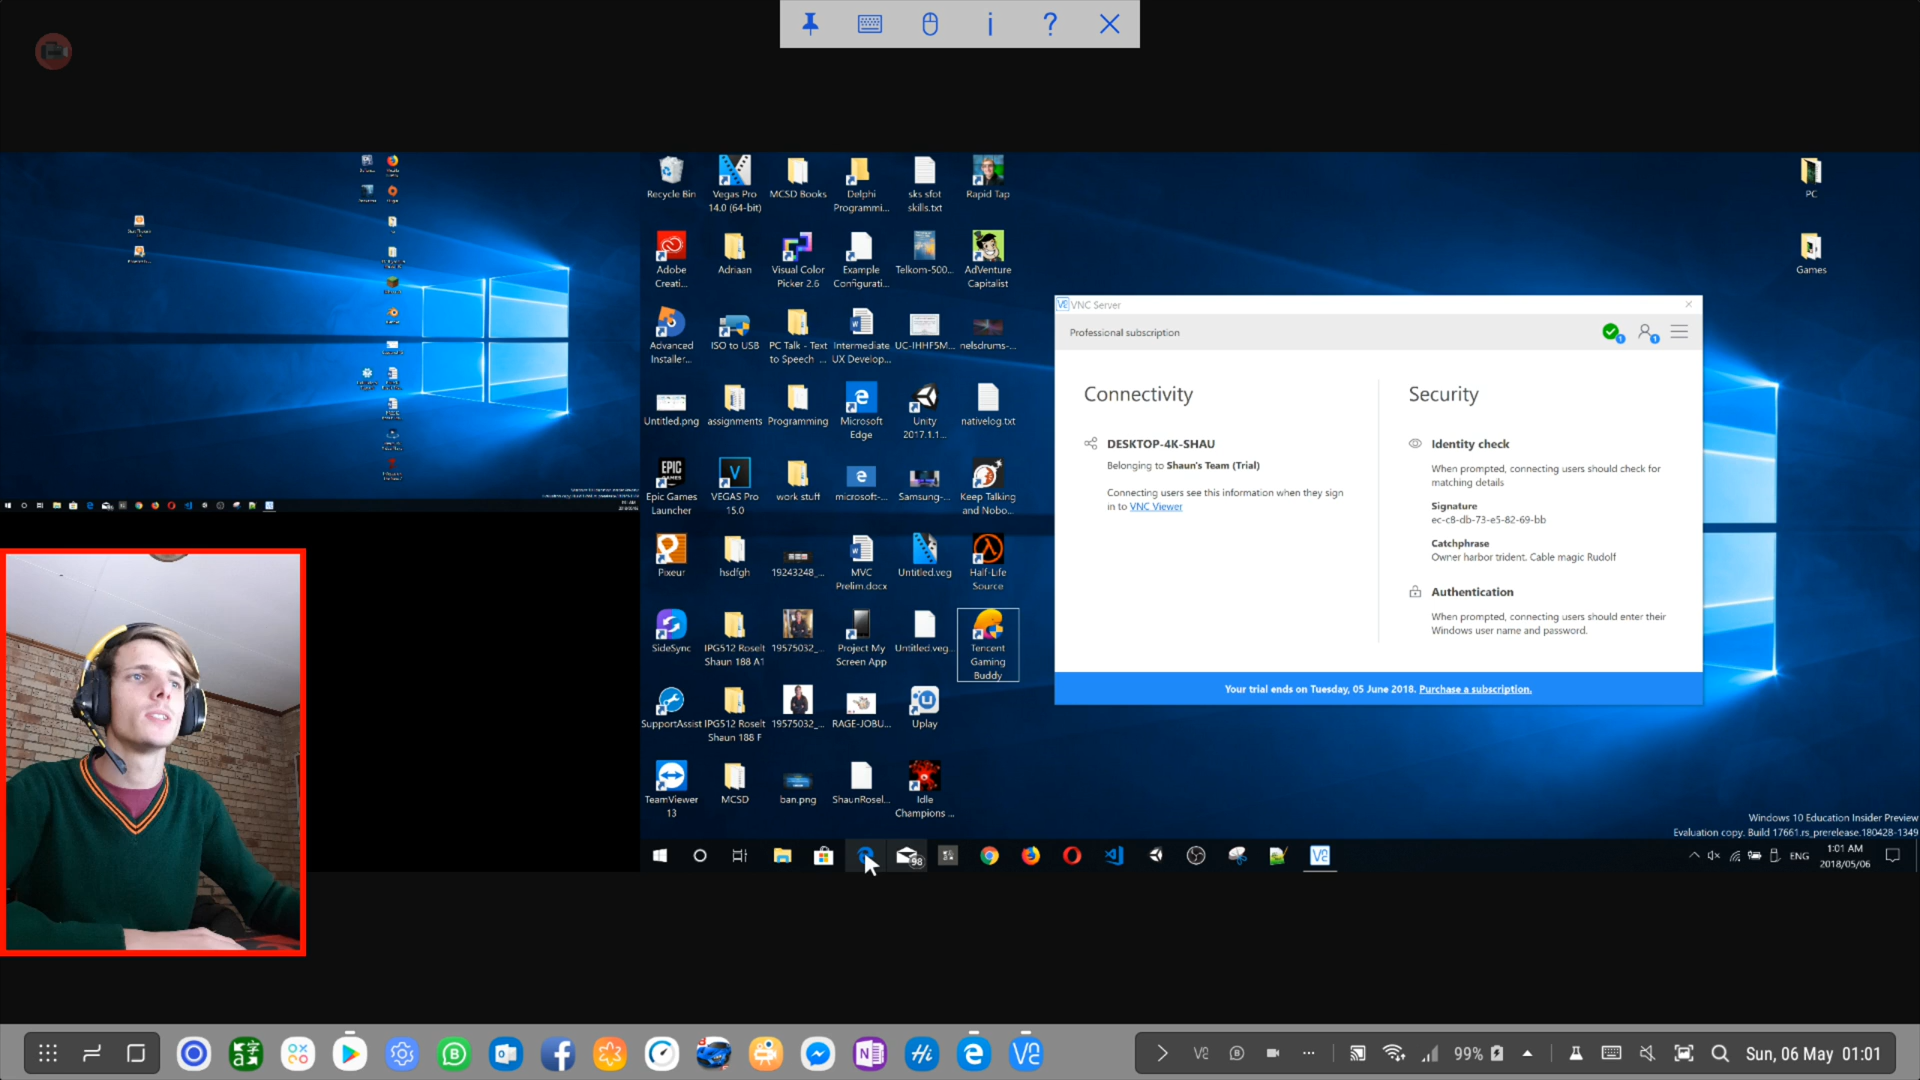 Recycle Bin
Vegas Pro
14.0 (64-bit)
MCSD Books
Delphi
Programmi...
sks sfot
skills.txt
Rapid Tap
PC
Adobe
Creati...
Adriaan
Visual Color
Picker 2.6
Example
Configurati...
Telkom-500...
AdVenture
Capitalist
Games
Advanced
Installer...
ISO to USB
PC Talk - Text
to Speech ...
Intermediate
UX Develop...
UC-IHHF5M...
nelsdrums-...
Untitled.png
assignments
Programming
Microsoft
Edge
Unity
2017.1.1...
nativelog.txt
Epic Games
Launcher
VEGAS Pro
15.0
work stuff
microsoft-...
Samsung-...
Keep Talking
and Nobo...
Pixeur
hsdfgh
19243248_...
MVC
Prelim.docx
Untitled.veg
Half-Life
Source
SideSync
IPG512 Roselt
Shaun 188 A1
19575032_...
Project My
Screen App
Untitled.veg...
Tencent
Gaming
Buddy
SupportAssist
IPG512 Roselt
Shaun 188 F
19575032_...
RAGE-JOBU...
Uplay
TeamViewer
13
MCSD
ban.png
ShaunRosel...
Idle
Champions ...
VNC Server
Professional subscription
Connectivity
DESKTOP-4K-SHAU
Belonging to Shaun's Team (Trial)
Connecting users see this information when they sign
in to VNC Viewer
Security
Identity check
When prompted, connecting users should check for
matching details
Signature
ec-c8-db-73-e5-82-69-bb
Catchphrase
Owner harbor trident. Cable magic Rudolf
Authentication
When prompted, connecting users should enter their
Windows user name and password.
Your trial ends on Tuesday, 05 June 2018. Purchase a subscription.
Windows 10 Education Insider Preview
Evaluation copy. Build 17661.rs_prerelease.180428-1349
98
ENG
1:01 AM
2018/05/06
99%
Sun, 06 May 01:01